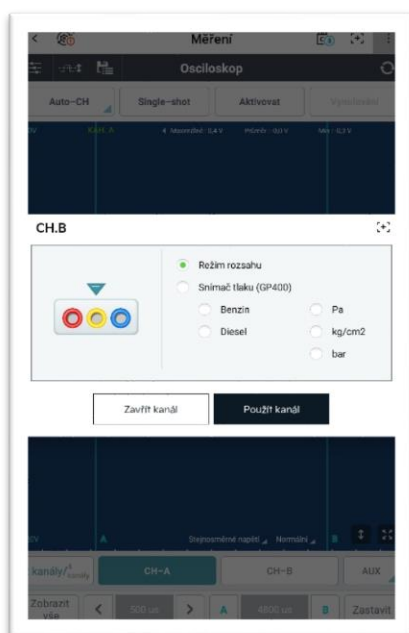 Měření
Osciloskop
Auto-CH Single-shot Aktivovat
Kanál A Maximální: 0,4 V Průměr: 0,0 V Min: -0,3 V
CH.B
Režim rozsahu
Snímač tlaku (GP400)
Benzin Pa
Diesel kg/cm2
bar
Zavřít kanál Použít kanál
A Stejnosměrné napětí Normální B
kanály/ kanály CH-A CH-B AUX
Zobrazit vše < 500 us > A 4800 us B Zastavit